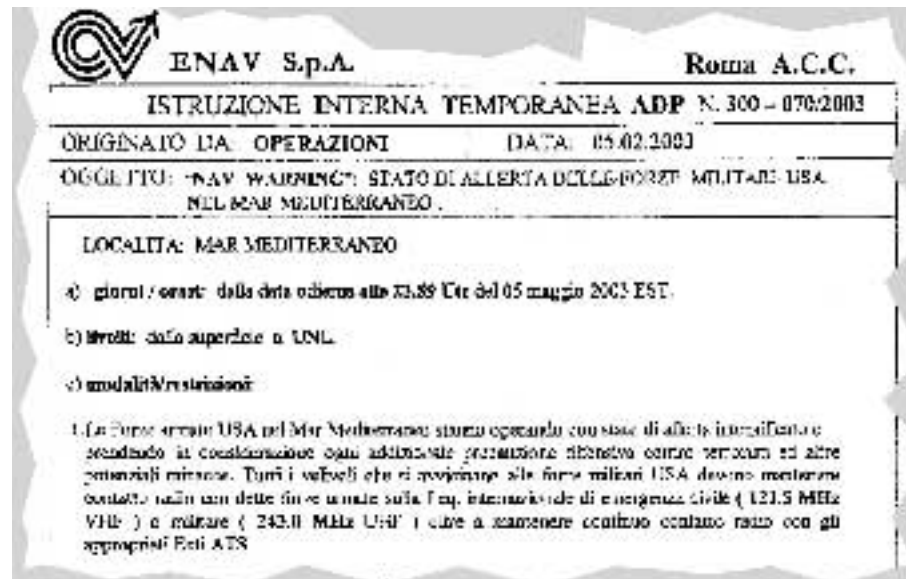 ENAV S.p.A. Roma A.C.C.
ISTRUZIONE INTERNA TEMPORANEA ADP N. 300 – 070/2003
ORIGINATO DA: OPERAZIONI DATA: 05.02.2003
OGGETTO: "NAV WARNING": STATO DI ALLERTA DELLE FORZE MILITARI USA
NEL MAR MEDITERRANEO .
LOCALITA: MAR MEDITERRANEO
a) giorni / orari: dalla data odierna alle Utc del 05 maggio 2003 EST.
b) livelli: dalla superficie a UNL.
c) modalità/restrizioni:
1. Le Forze armate USA nel Mar Mediterraneo stanno operando con stato di allerta intensificato e
prendendo in considerazione ogni addizionale precauzione difensiva contro terroristi ed altre
potenziali minacce. Tutti i velivoli che si avvicinano alle forze militari USA devono mantenere
contatto radio con dette forze armate sulla freq. internazionale di emergenza civile ( 121.5 MHz
VHF ) o militare ( 243.0 MHz UHF ) oltre a mantenere continuo contatto radio con gli
appropriati Enti ATS